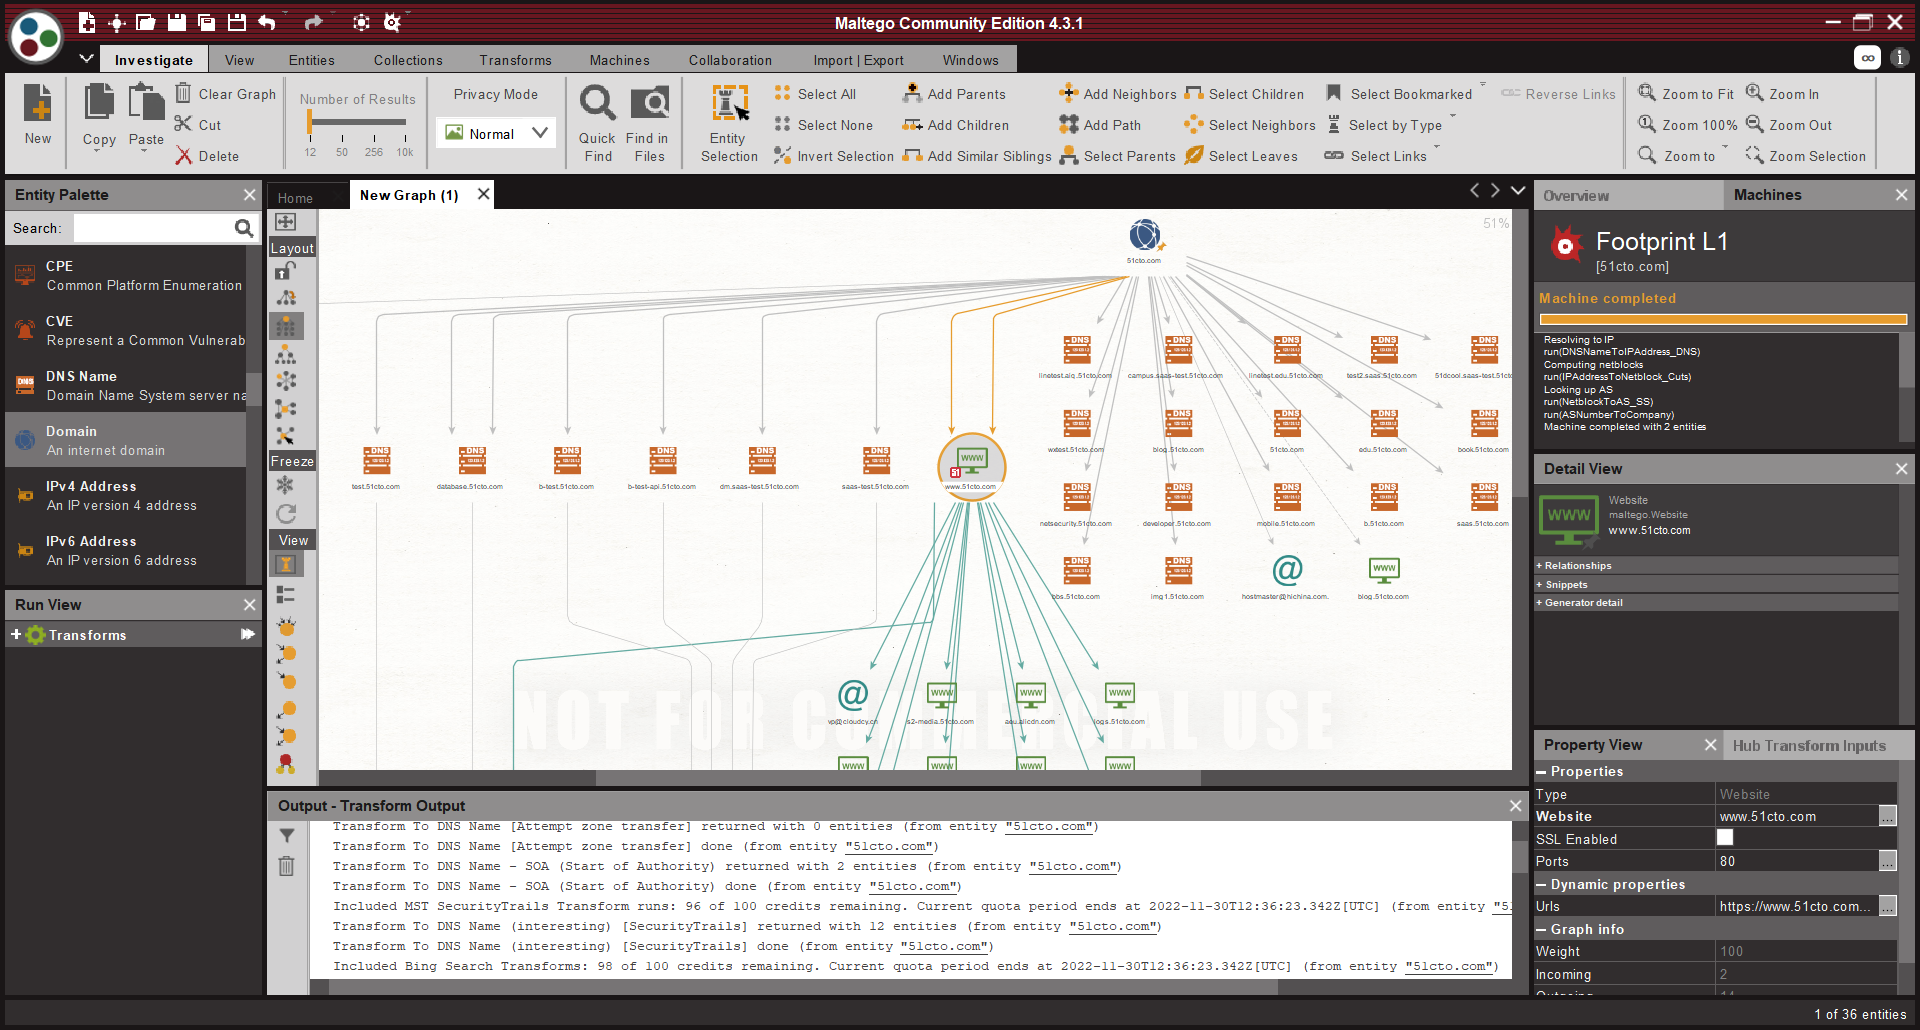 Maltego Community Edition 4.3.1
Investigate View Entities Collections Transforms Machines Collaboration Import | Export Windows
New
Copy
Paste
Clear Graph
Cut
Delete
Number of Results
12 50 256 10k
Privacy Mode
Normal
Quick Find
Find in Files
Entity Selection
Select All
Select None
Invert Selection
Add Parents
Add Children
Add Similar Siblings
Add Neighbors
Add Path
Select Parents
Select Children
Select Neighbors
Select Leaves
Select Bookmarked
Select by Type
Select Links
Reverse Links
Zoom to Fit
Zoom 100%
Zoom to
Zoom In
Zoom Out
Zoom Selection
Entity Palette
Search:
CPE
Common Platform Enumeration
CVE
Represent a Common Vulnerab
DNS Name
Domain Name System server na
Domain
An internet domain
IPv4 Address
An IP version 4 address
IPv6 Address
An IP version 6 address
Run View
Transforms
Home
New Graph (1)
Layout
Freeze
View
51%
51cto.com
linetest.aiq.51cto.com campus.saas-test.51cto.com linetest.edu.51cto.com test2.saas.51cto.com 51dcool.saas-test.51ctc
wxtest.51cto.com blog.51cto.com 51cto.com edu.51cto.com book.51cto.com
test.51cto.com database.51cto.com b-test.51cto.com b-test-api.51cto.com dm.saas-test.51cto.com saas-test.51cto.com www.51cto.com
netsecurity.51cto.com developer.51cto.com mobile.51cto.com b.51cto.com saas.51cto.com
bbs.51cto.com img1.51cto.com hostmaster@hichina.com. blog.51cto.com
vp@cloudcy.cn s2-media.51cto.com aeu.alicdn.com logs.51cto.com
NOT FOR COMMERCIAL USE
Output - Transform Output
Transform To DNS Name [Attempt zone transfer] returned with 0 entities (from entity "51cto.com")
Transform To DNS Name [Attempt zone transfer] done (from entity "51cto.com")
Transform To DNS Name - SOA (Start of Authority) returned with 2 entities (from entity "51cto.com")
Transform To DNS Name - SOA (Start of Authority) done (from entity "51cto.com")
Included MST SecurityTrails Transform runs: 96 of 100 credits remaining. Current quota period ends at 2022-11-30T12:36:23.342Z[UTC] (from entity "51
Transform To DNS Name (interesting) [SecurityTrails] returned with 12 entities (from entity "51cto.com")
Transform To DNS Name (interesting) [SecurityTrails] done (from entity "51cto.com")
Included Bing Search Transforms: 98 of 100 credits remaining. Current quota period ends at 2022-11-30T12:36:23.342Z[UTC] (from entity "51cto.com")
Overview
Machines
Footprint L1
[51cto.com]
Machine completed
Resolving to IP
run(DNSNameToIPAddress_DNS)
Computing netblocks
run(IPAddressToNetblock_Cuts)
Looking up AS
run(NetblockToAS_SS)
run(ASNumberToCompany)
Machine completed with 2 entities
Detail View
Website
maltego.Website
www.51cto.com
+ Relationships
+ Snippets
+ Generator detail
Property View
Hub Transform Inputs
Properties
Type Website
Website www.51cto.com ...
SSL Enabled
Ports 80 ...
Dynamic properties
Urls https://www.51cto.com... ...
Graph info
Weight 100
Incoming 2
Outgoing 14
1 of 36 entities